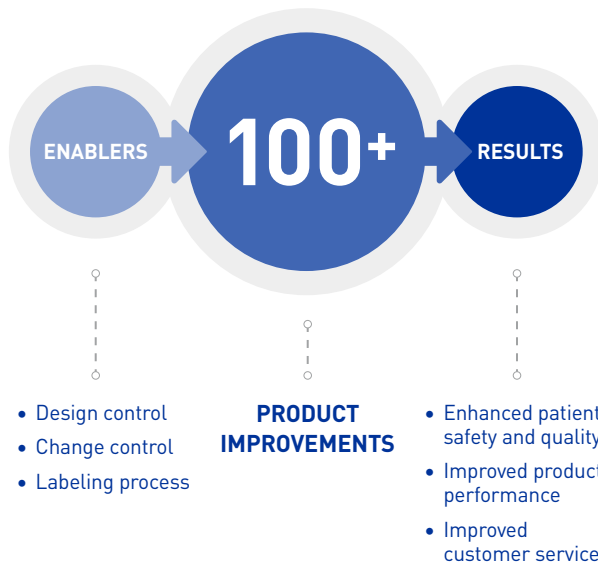 ENABLERS
100+
RESULTS
• Design control
• Change control
• Labeling process
PRODUCT
IMPROVEMENTS
• Enhanced patient
safety and quality
• Improved product
performance
• Improved
customer service